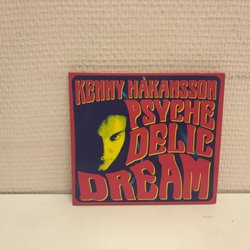 KENNY HÅKANSSON
PSYCHE
DELIC
DREAM